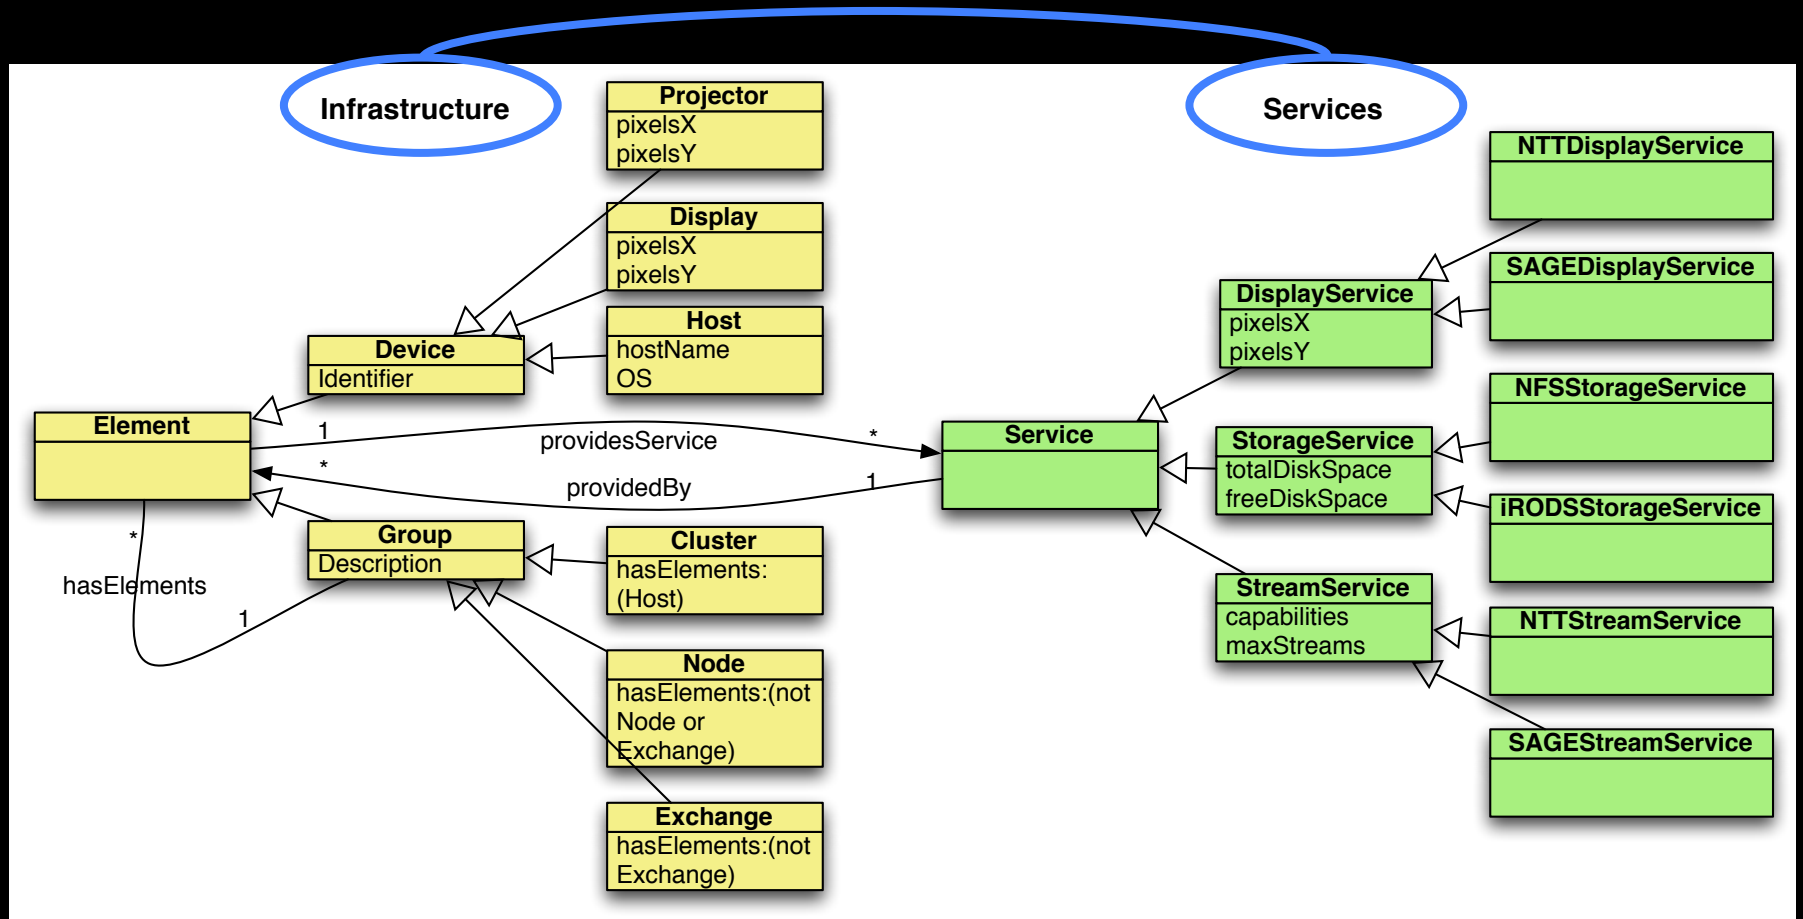 Infrastructure
Services
Projector
pixelsX
pixelsY
Display
pixelsX
pixelsY
Host
hostName
OS
Device
Identifier
Element
1
*
providesService
*
providedBy
1
*
hasElements
1
Group
Description
Cluster
hasElements:
(Host)
Node
hasElements:(not
Node or
Exchange)
Exchange
hasElements:(not
Exchange)
Service
DisplayService
pixelsX
pixelsY
StorageService
totalDiskSpace
freeDiskSpace
StreamService
capabilities
maxStreams
NTTDisplayService
SAGEDisplayService
NFSStorageService
iRODSStorageService
NTTStreamService
SAGEStreamService